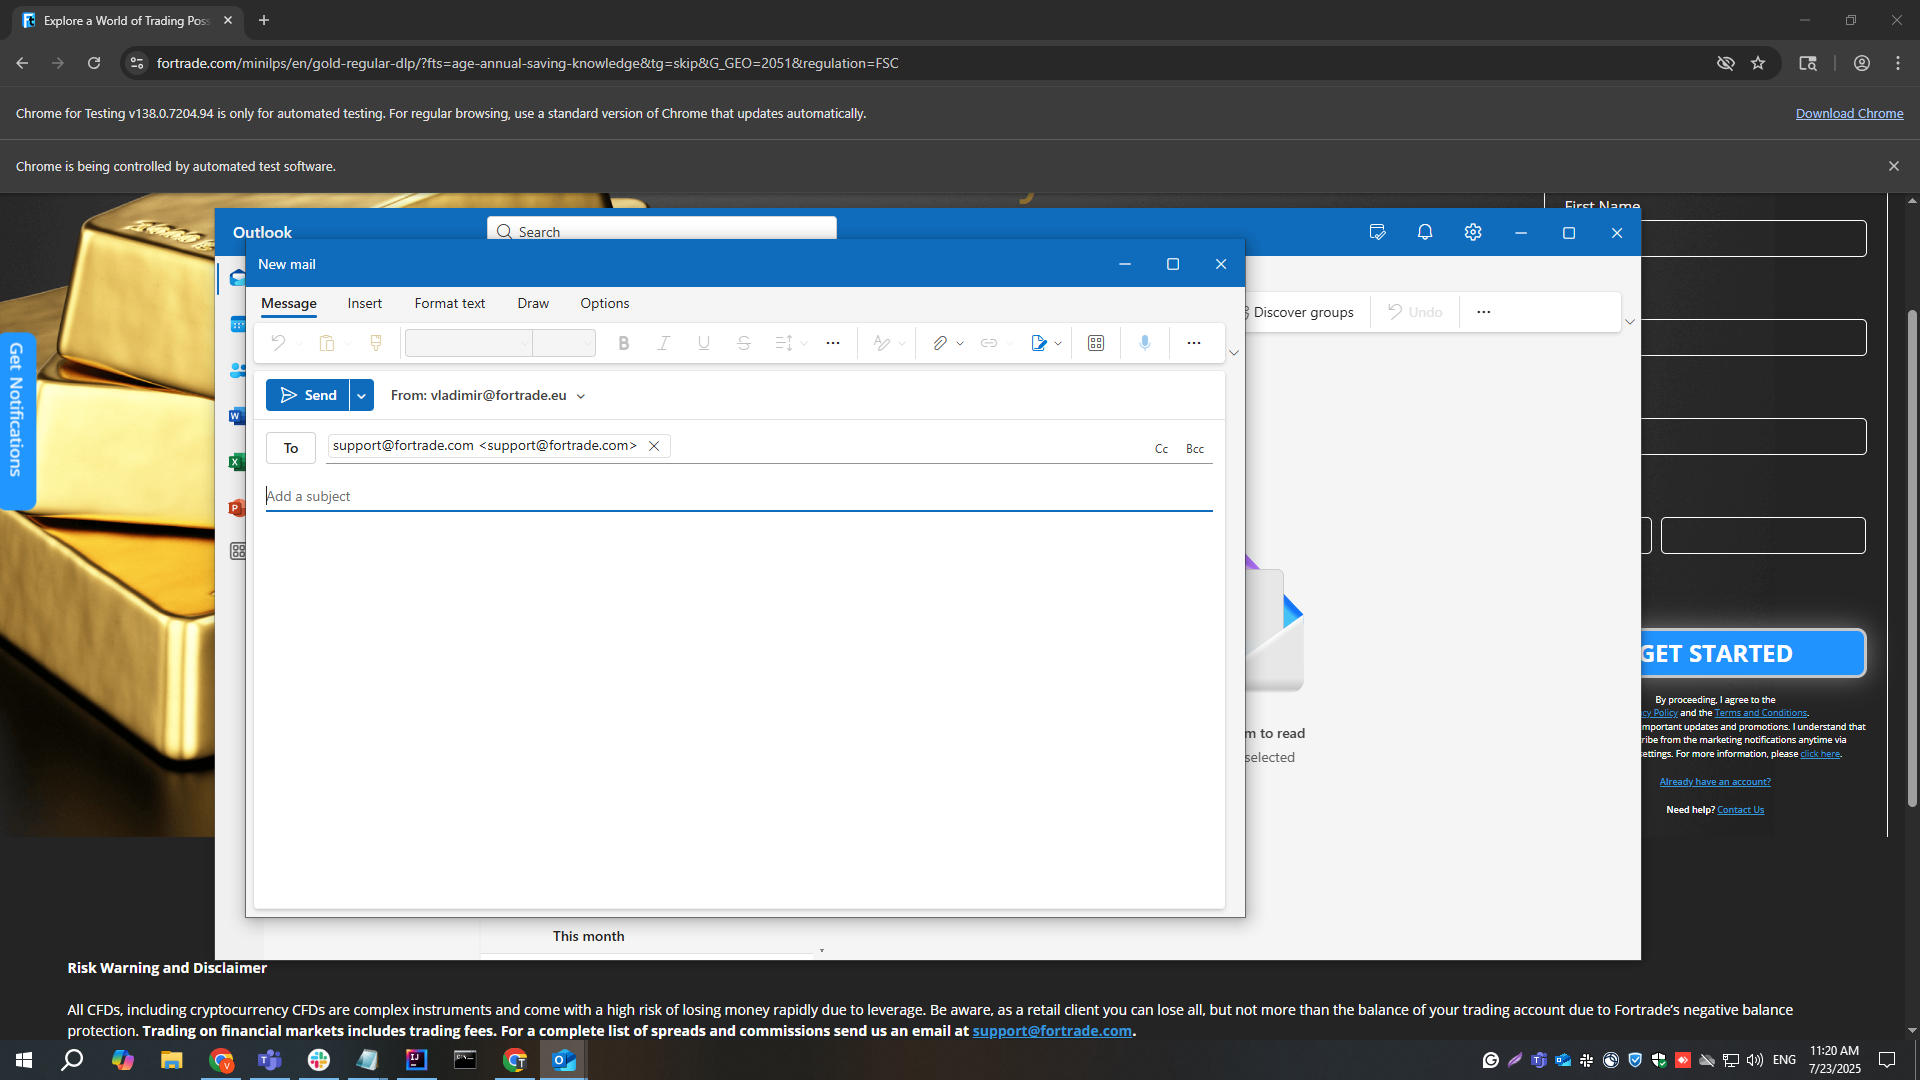 Explore a World of Trading Poss
fortrade.com/minilps/en/gold-regular-dlp/?fts=age-annual-saving-knowledge&tg=skip&G_GEO=2051&regulation=FSC
Chrome for Testing v138.0.7204.94 is only for automated testing. For regular browsing, use a standard version of Chrome that updates automatically.
Download Chrome
Chrome is being controlled by automated test software.
First Name
Outlook
Search
New mail
Message
Insert
Format text
Draw
Options
Discover groups
Undo
Get Notifications
Send
From: vladimir@fortrade.eu
To
support@fortrade.com <support@fortrade.com>
Cc
Bcc
Add a subject
GET STARTED
By proceeding, I agree to the
cy Policy and the Terms and Conditions.
mportant updates and promotions. I understand that
ribe from the marketing notifications anytime via
ettings. For more information, please click here.
m to read
selected
Already have an account?
Need help? Contact Us
This month
Risk Warning and Disclaimer
All CFDs, including cryptocurrency CFDs are complex instruments and come with a high risk of losing money rapidly due to leverage. Be aware, as a retail client you can lose all, but not more than the balance of your trading account due to Fortrade’s negative balance
protection. Trading on financial markets includes trading fees. For a complete list of spreads and commissions send us an email at support@fortrade.com.
ENG
11:20 AM
7/23/2025